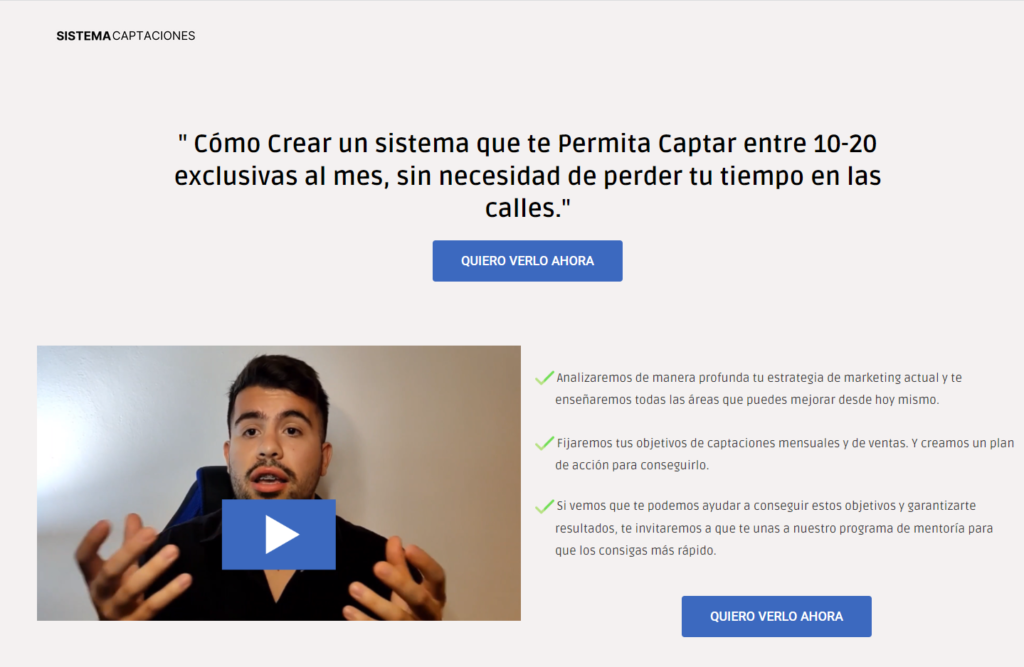 SISTEMACAPTACIONES
" Cómo Crear un sistema que te Permita Captar entre 10-20
exclusivas al mes, sin necesidad de perder tu tiempo en las
calles."
QUIERO VERLO AHORA
Analizaremos de manera profunda tu estrategia de marketing actual y te
enseñaremos todas las áreas que puedes mejorar desde hoy mismo.
Fijaremos tus objetivos de captaciones mensuales y de ventas. Y creamos un plan
de acción para conseguirlo.
Si vemos que te podemos ayudar a conseguir estos objetivos y garantizarte
resultados, te invitaremos a que te unas a nuestro programa de mentoría para
que los consigas más rápido.
QUIERO VERLO AHORA